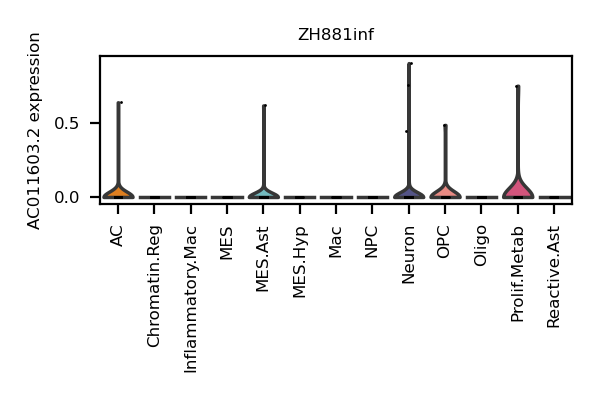 ZH881inf
AC011603.2 expression
0.5
0.0
AC
Chromatin.Reg
Inflammatory.Mac
MES
MES.Ast
MES.Hyp
Mac
NPC
Neuron
OPC
Oligo
Prolif.Metab
Reactive.Ast